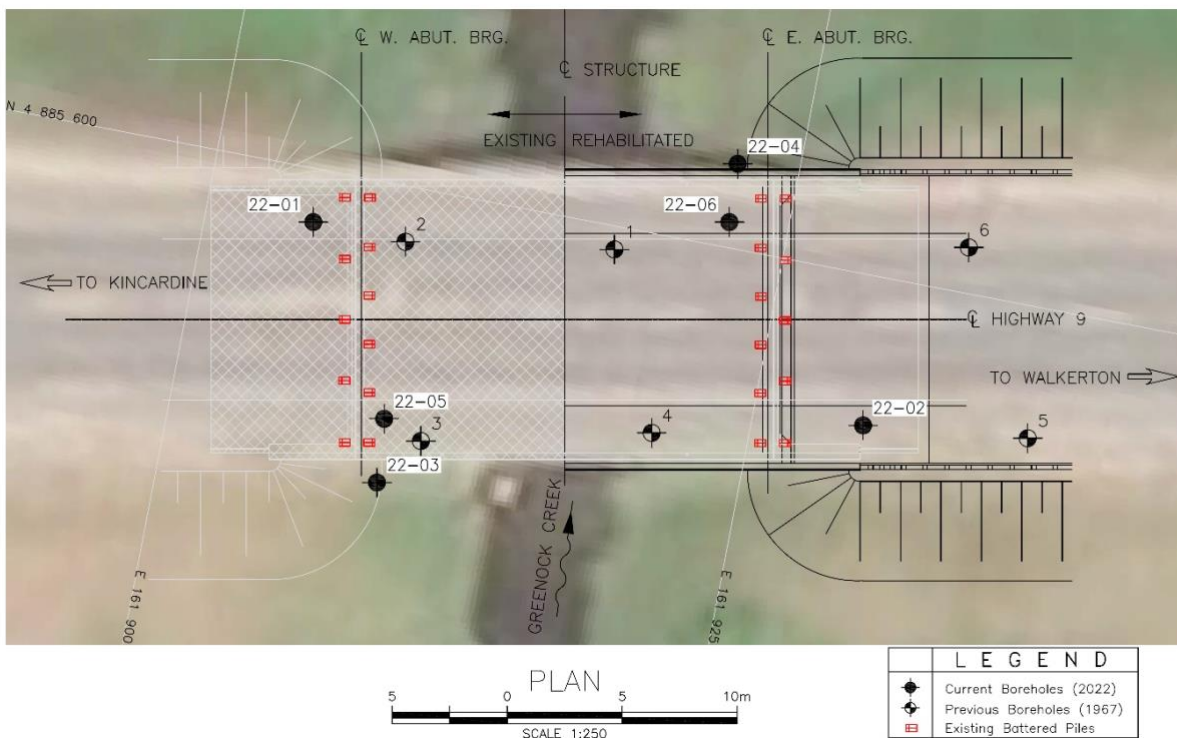 ℄ W. ABUT. BRG.
℄ E. ABUT. BRG.
℄ STRUCTURE
N 4 885 600
EXISTING REHABILITATED
22-04
22-01
22-06
2
1
6
TO KINCARDINE
℄ HIGHWAY 9
TO WALKERTON
22-05
22-02
3
4
5
22-03
GREENOCK CREEK
E 161 900
E 161 925
PLAN
5 0 5 10m
SCALE 1:250
LEGEND
Current Boreholes (2022)
Previous Boreholes (1967)
Existing Battered Piles